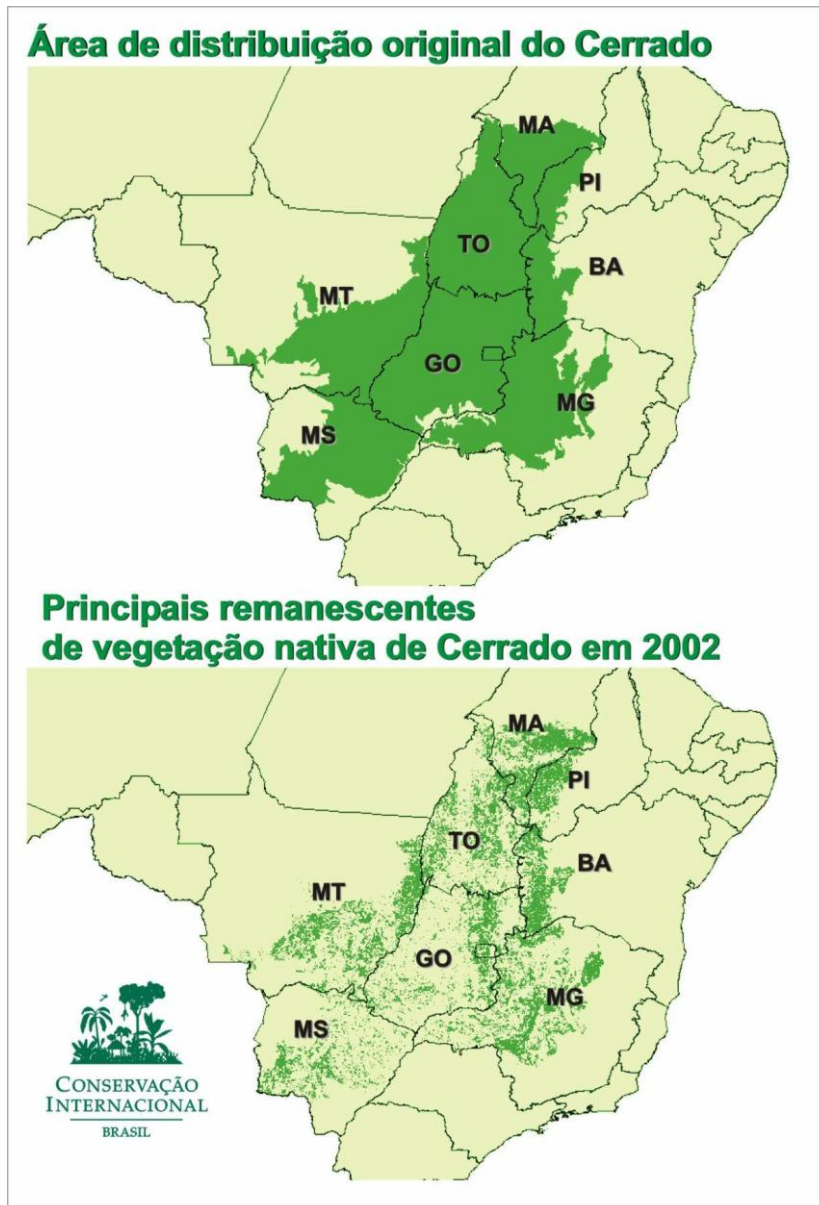 Área de distribuição original do Cerrado
MA
PI
TO
BA
MT
GO
MG
MS
Principais remanescentes
de vegetação nativa de Cerrado em 2002
MA
PI
TO
BA
MT
GO
MG
MS
CONSERVAÇÃO
INTERNACIONAL
BRASIL